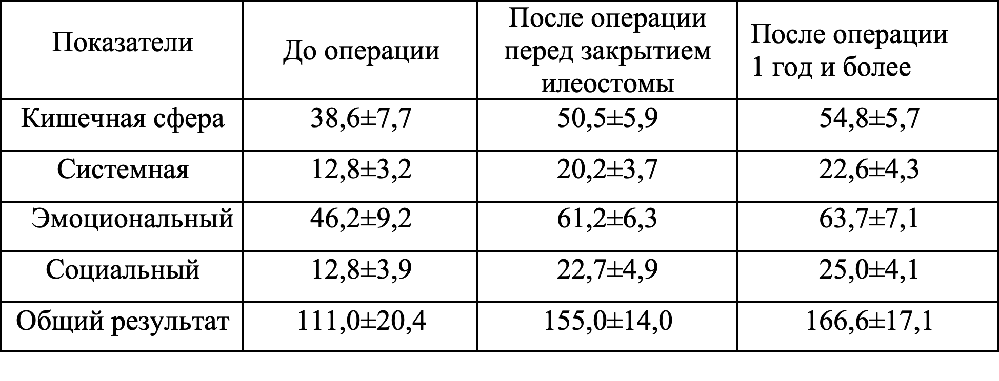 Показатели
До операции
После операции
перед закрытием
илеостомы
После операции
1 год и более
Кишечная сфера
38,6±7,7
50,5±5,9
54,8±5,7
Системная
12,8±3,2
20,2±3,7
22,6±4,3
Эмоциональный
46,2±9,2
61,2±6,3
63,7±7,1
Социальный
12,8±3,9
22,7±4,9
25,0±4,1
Общий результат
111,0±20,4
155,0±14,0
166,6±17,1